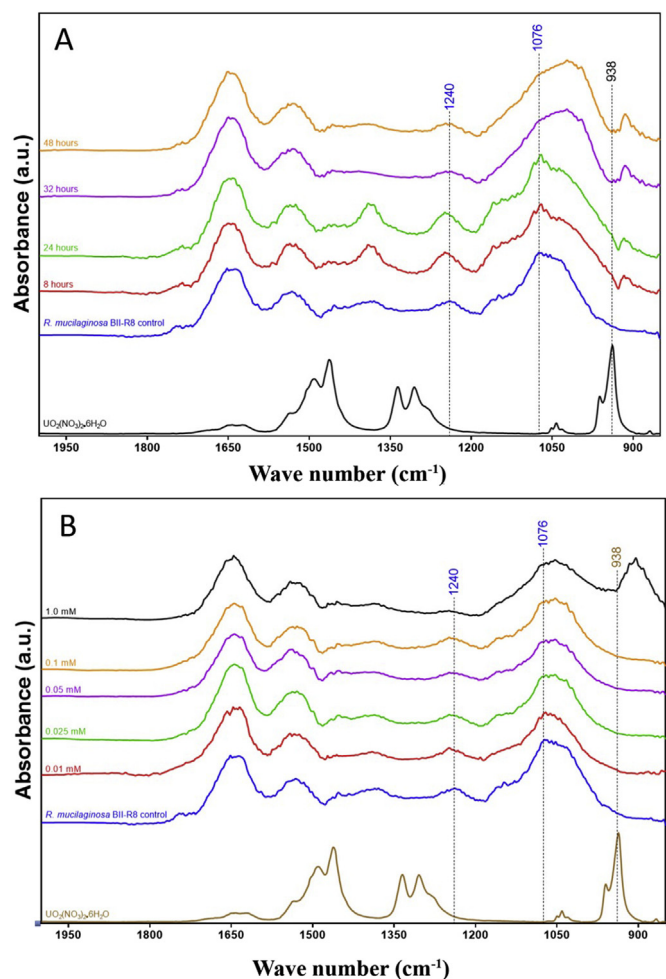 A
1240
1076
938
48 hours
32 hours
24 hours
8 hours
R. mucilaginosa BII-R8 control
UO₂(NO₃)₂•6H₂O
Absorbance (a.u.)
1950 1800 1650 1500 1350 1200 1050 900
Wave number (cm⁻¹)
B
1240
1076
938
1.0 mM
0.1 mM
0.05 mM
0.025 mM
0.01 mM
R. mucilaginosa BII-R8 control
UO₂(NO₃)₂•6H₂O
Absorbance (a.u.)
1950 1800 1650 1500 1350 1200 1050 900
Wave number (cm⁻¹)